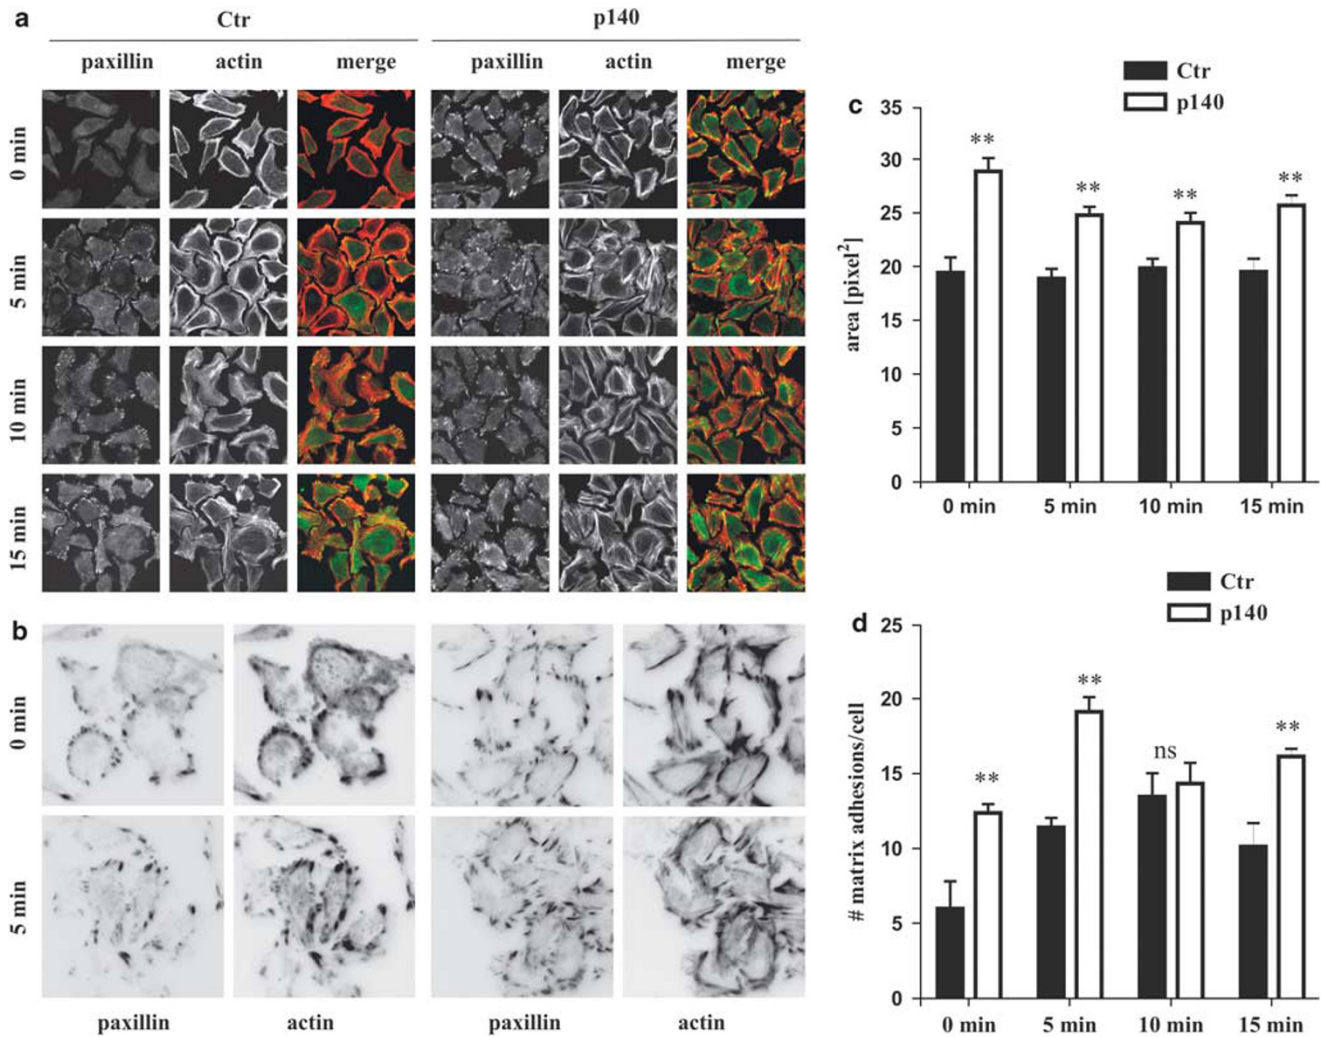 a
Ctr
p140
paxillin actin merge paxillin actin merge
0 min
5 min
10 min
15 min
b
0 min
5 min
paxillin actin paxillin actin
c
Ctr
p140
area [pixel²]
35
30
25
20
15
10
5
0
** ** ** **
0 min 5 min 10 min 15 min
d
Ctr
p140
# matrix adhesions/cell
25
20
15
10
5
0
** ** ns **
0 min 5 min 10 min 15 min